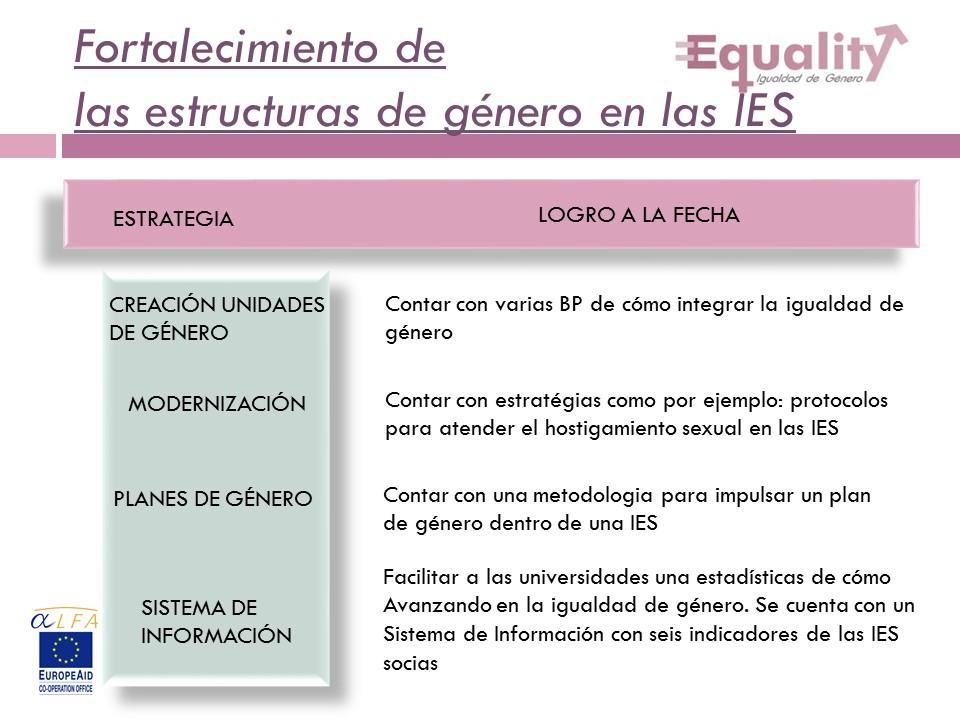 Fortalecimiento de
las estructuras de género en las IES
Equality
Igualdad de Género
ESTRATEGIA
LOGRO A LA FECHA
CREACIÓN UNIDADES
DE GÉNERO
Contar con varias BP de cómo integrar la igualdad de
género
MODERNIZACIÓN
Contar con estratégias como por ejemplo: protocolos
para atender el hostigamiento sexual en las IES
PLANES DE GÉNERO
Contar con una metodologia para impulsar un plan
de género dentro de una IES
SISTEMA DE
INFORMACIÓN
Facilitar a las universidades una estadísticas de cómo
Avanzando en la igualdad de género. Se cuenta con un
Sistema de Información con seis indicadores de las IES
socias
αLFA
EUROPEAID
CO-OPERATION OFFICE